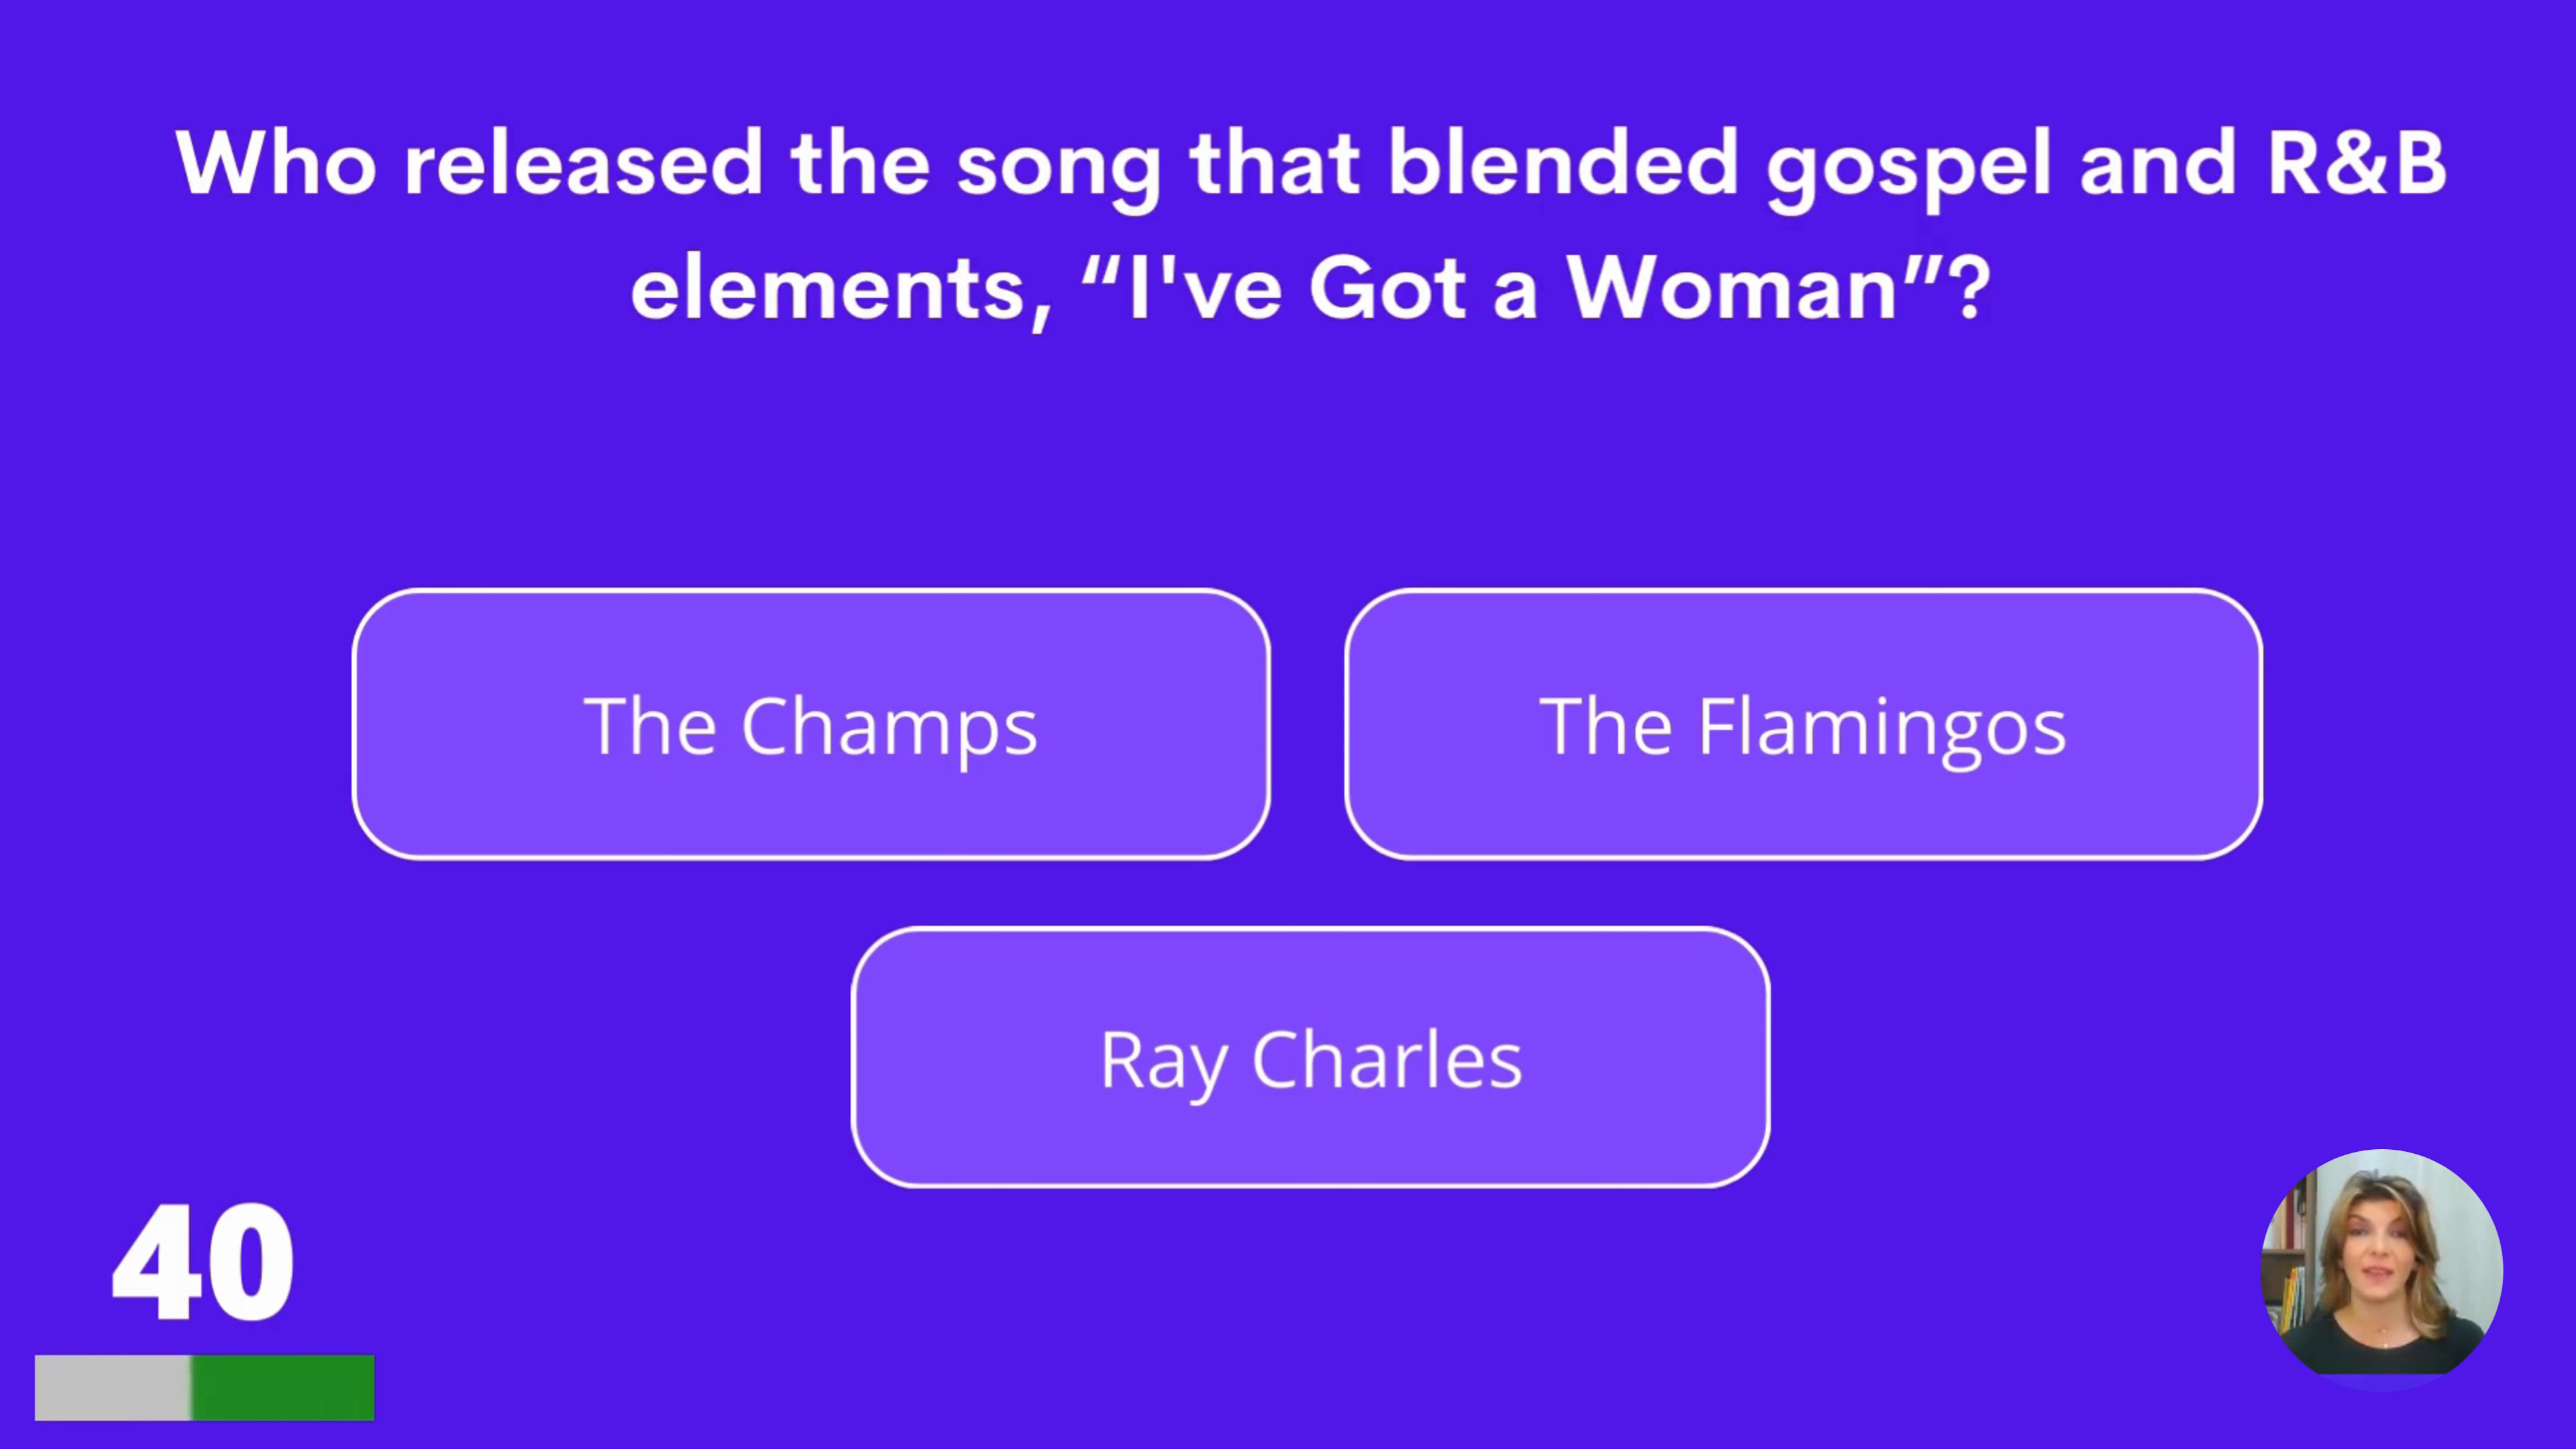 Who released the song that blended gospel and R&B
elements, “I've Got a Woman”?
The Champs
The Flamingos
Ray Charles
40